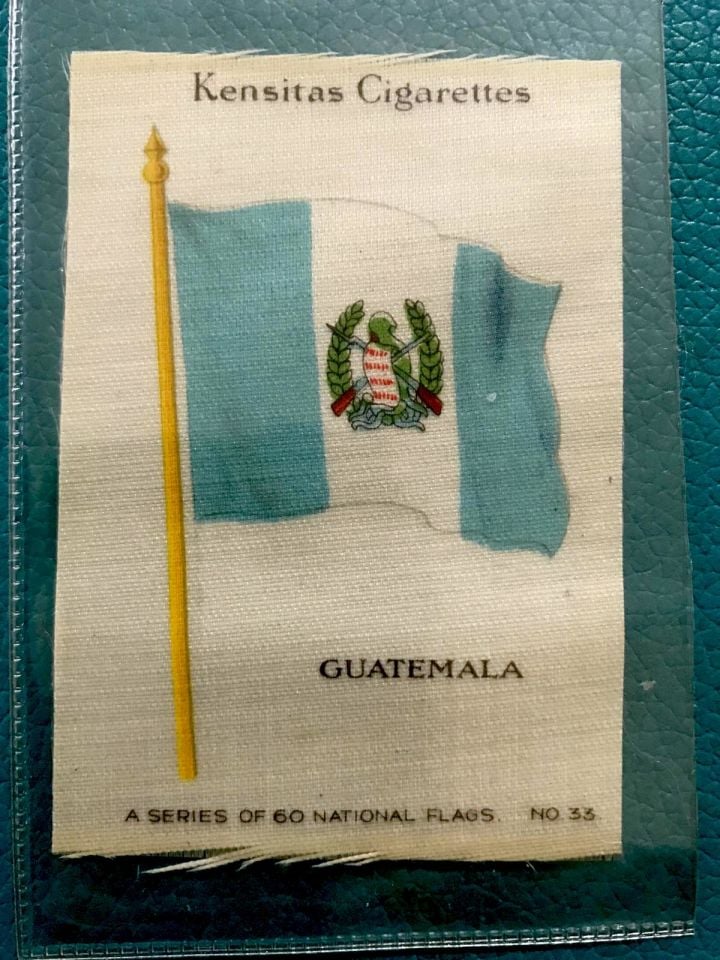 Kensitas Cigarettes
GUATEMALA
A SERIES OF 60 NATIONAL FLAGS. NO. 33